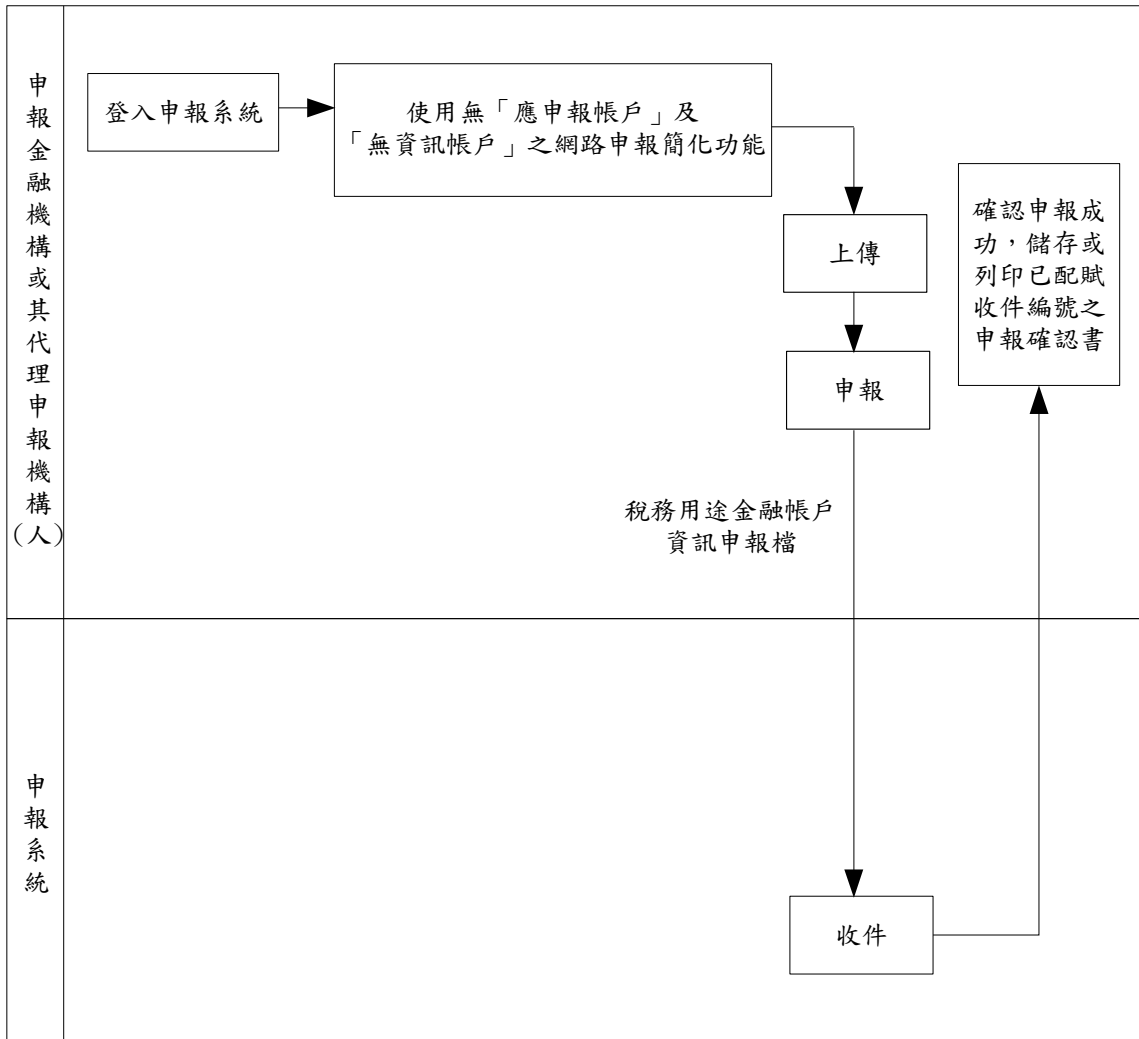 申報金融機構或其代理申報機構(人)
登入申報系統
使用無「應申報帳戶」及
「無資訊帳戶」之網路申報簡化功能
上傳
申報
確認申報成
功，儲存或
列印已配賦
收件編號之
申報確認書
稅務用途金融帳戶
資訊申報檔
申報系統
收件